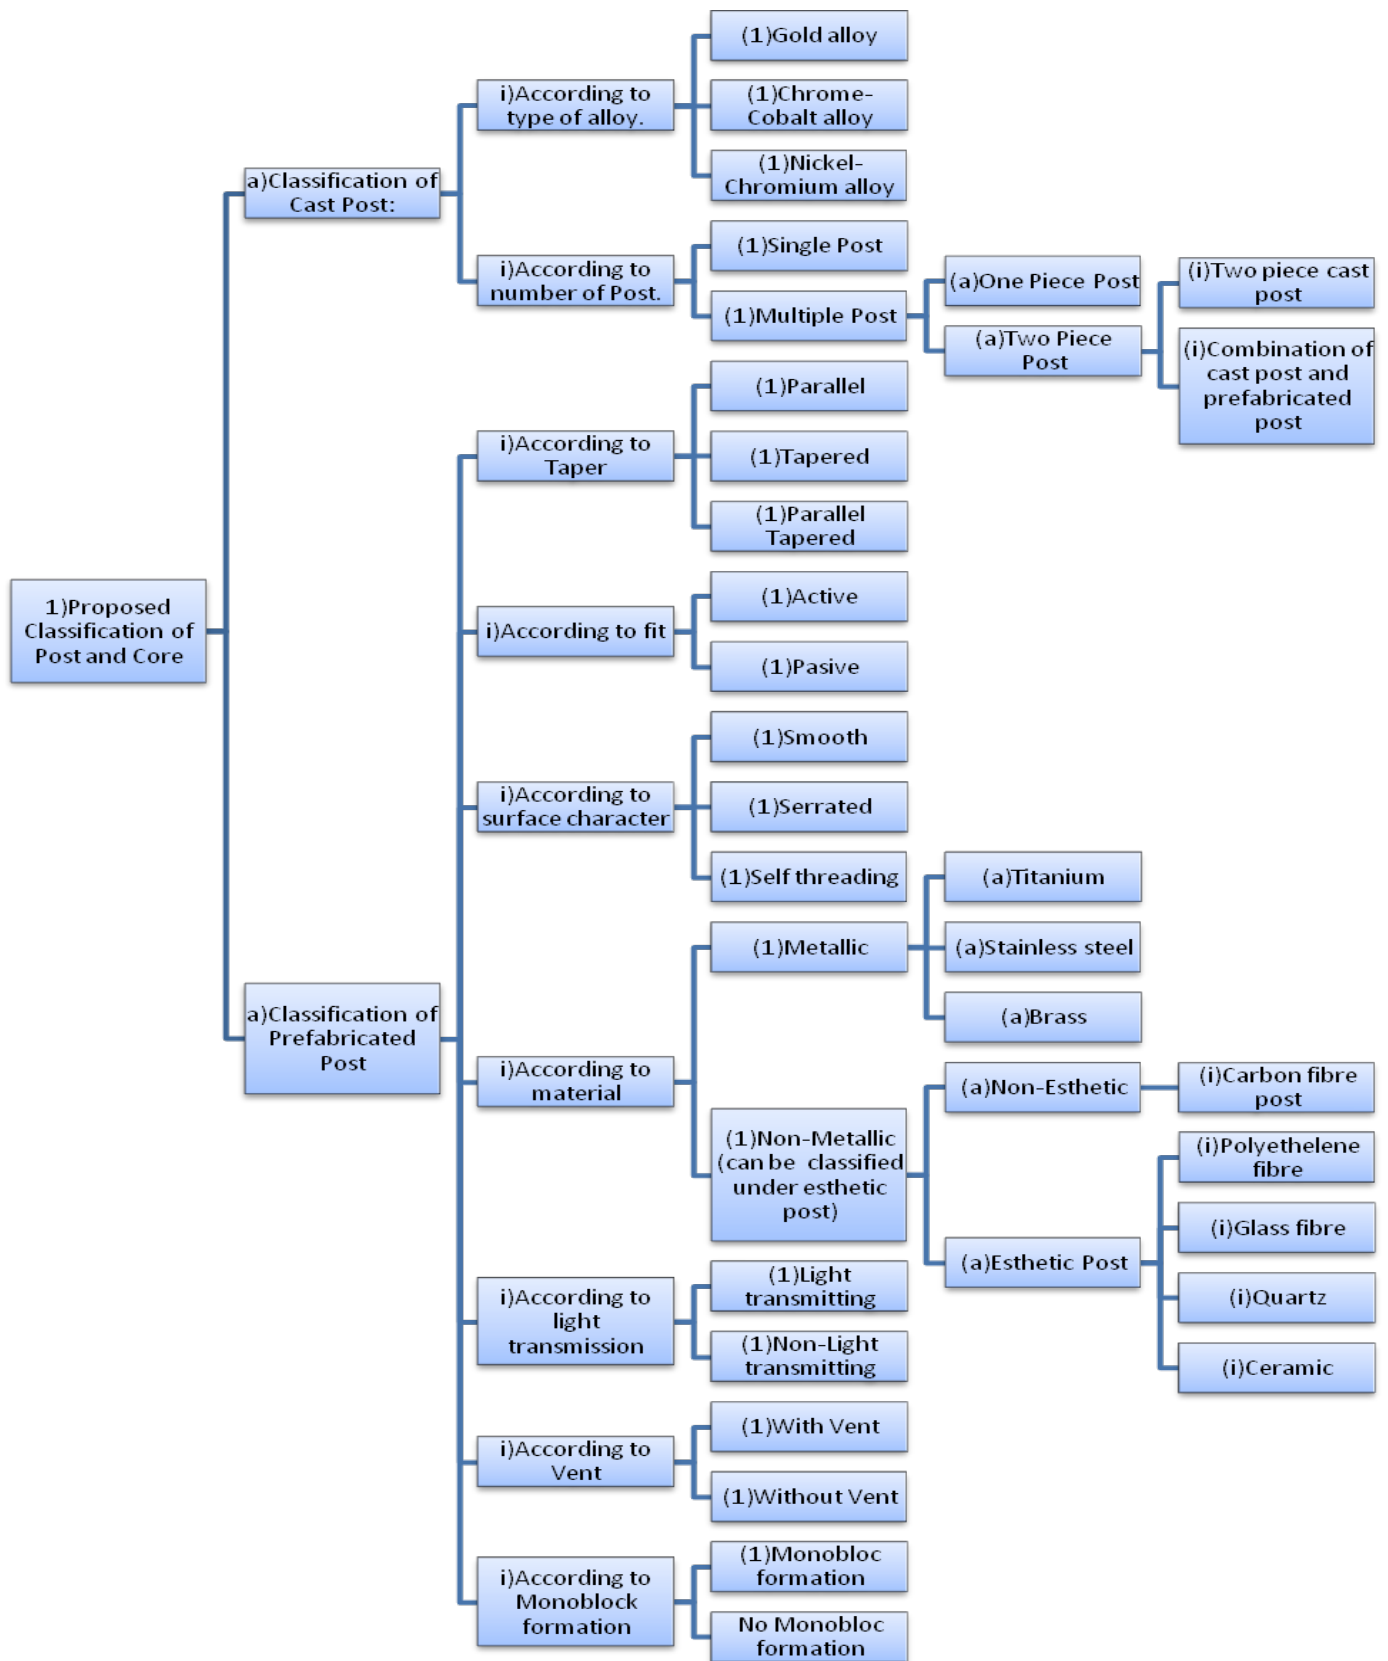 1)Proposed
Classification of
Post and Core
a)Classification of
Cast Post:
i)According to
type of alloy.
(1)Gold alloy
(1)Chrome-
Cobalt alloy
(1)Nickel-
Chromium alloy
i)According to
number of Post.
(1)Single Post
(1)Multiple Post
(a)One Piece Post
(a)Two Piece
Post
(i)Two piece cast
post
(i)Combination of
cast post and
prefabricated
post
a)Classification of
Prefabricated
Post
i)According to
Taper
(1)Parallel
(1)Tapered
(1)Parallel
Tapered
i)According to fit
(1)Active
(1)Pasive
i)According to
surface character
(1)Smooth
(1)Serrated
(1)Self threading
i)According to
material
(1)Metallic
(a)Titanium
(a)Stainless steel
(a)Brass
(1)Non-Metallic
(can be classified
under esthetic
post)
(a)Non-Esthetic
(i)Carbon fibre
post
(a)Esthetic Post
(i)Polyethelene
fibre
(i)Glass fibre
(i)Quartz
(i)Ceramic
i)According to
light
transmission
(1)Light
transmitting
(1)Non-Light
transmitting
i)According to
Vent
(1)With Vent
(1)Without Vent
i)According to
Monoblock
formation
(1)Monobloc
formation
No Monobloc
formation